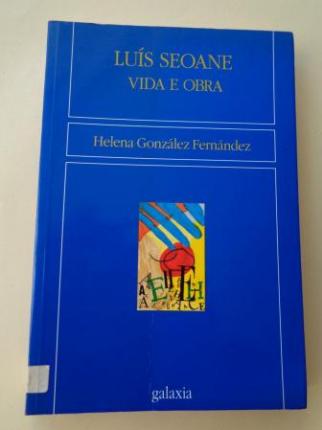 LUÍS SEOANE
VIDA E OBRA
Helena González Fernández
galaxia